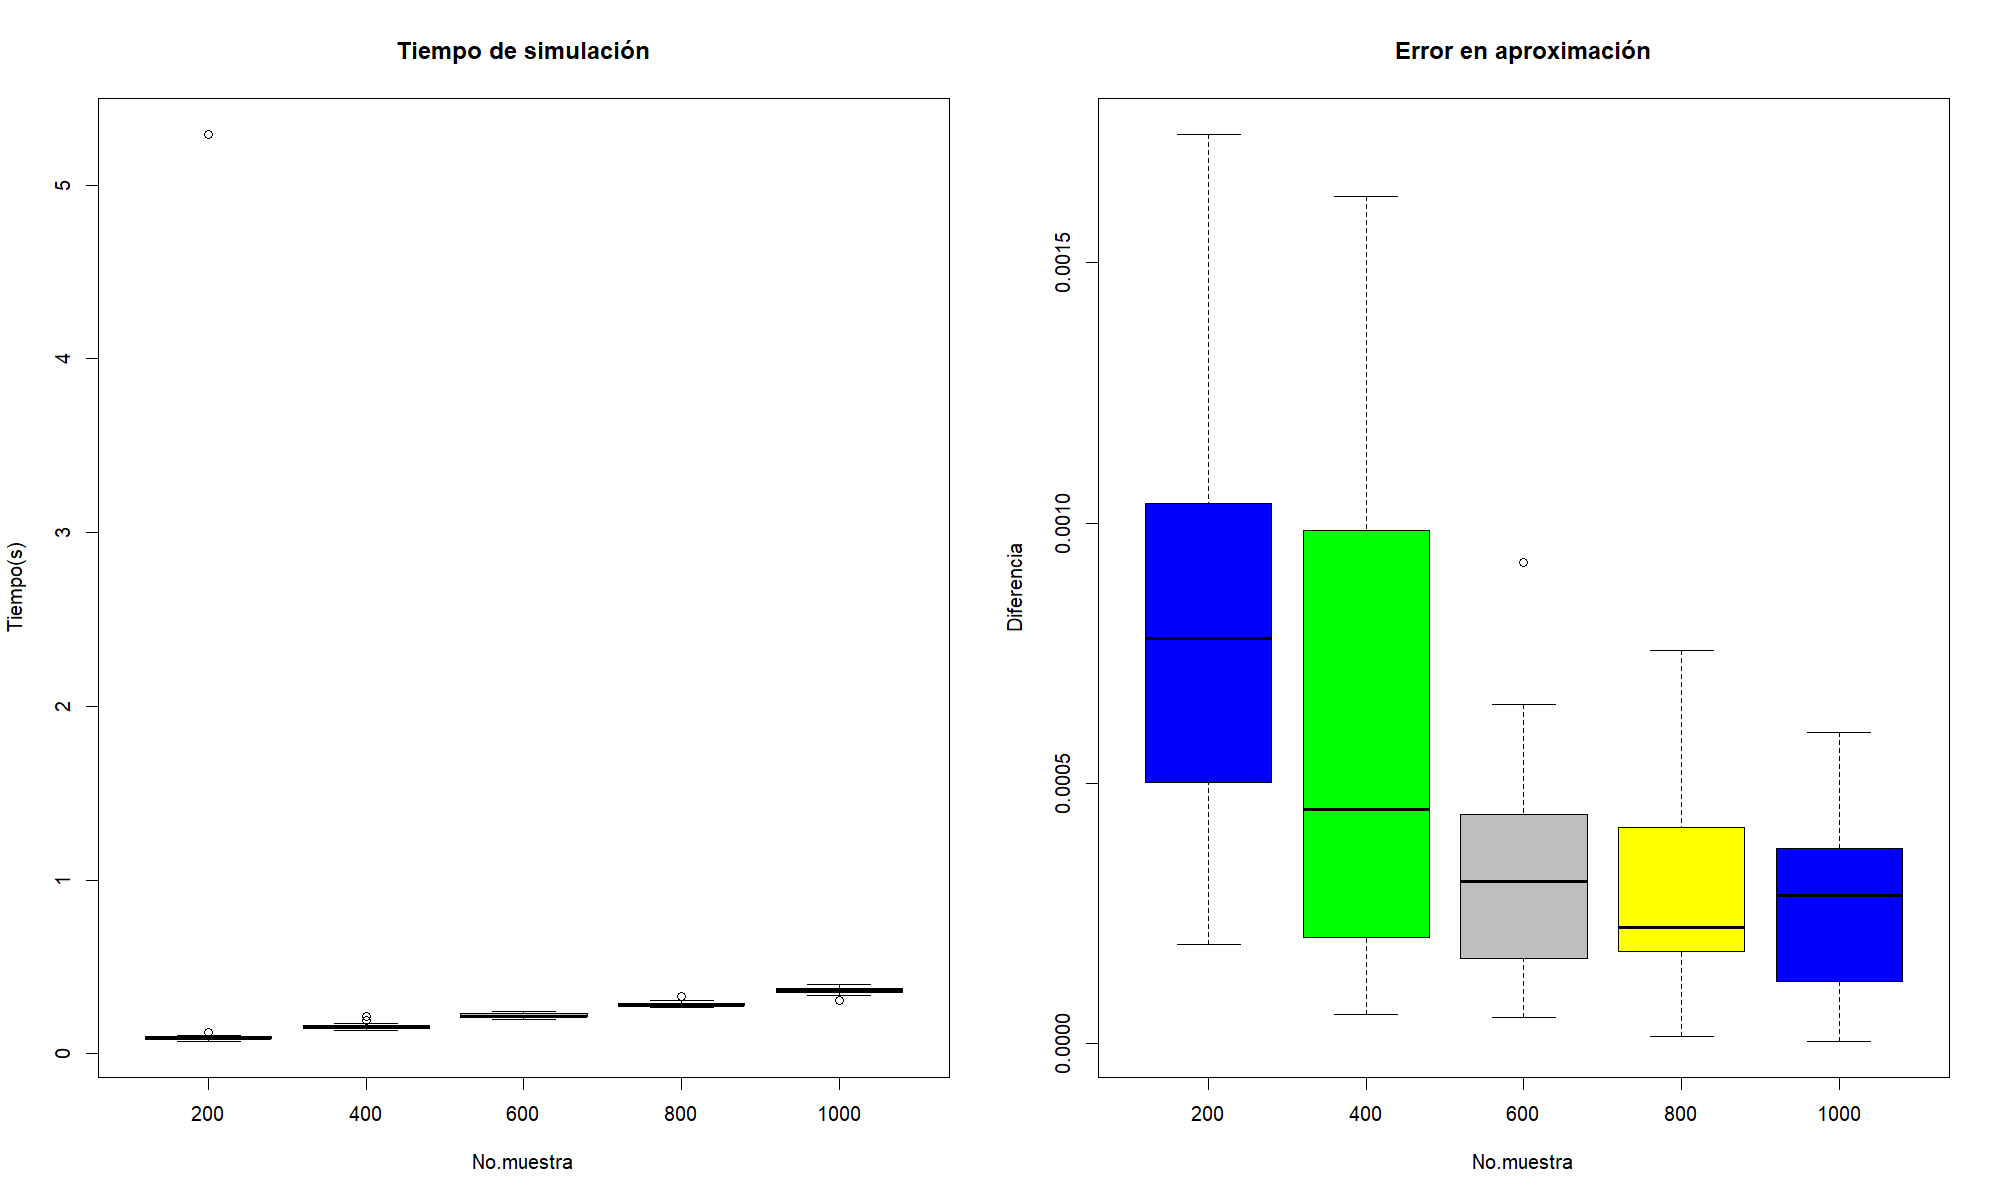 Tiempo de simulación
Tiempo(s)
5
4
3
2
1
0
200 400 600 800 1000
No.muestra
Error en aproximación
Diferencia
0.0015
0.0010
0.0005
0.0000
200 400 600 800 1000
No.muestra